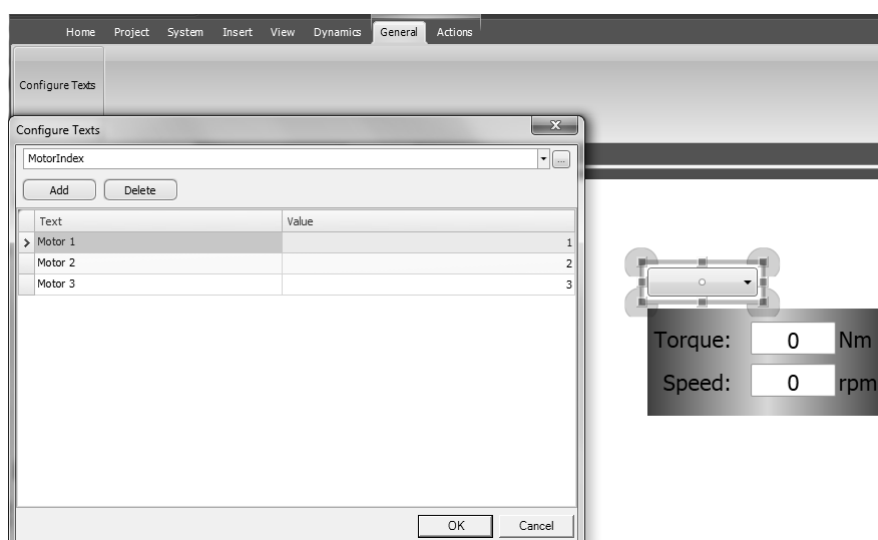 Home Project System Insert View Dynamics General Actions
Configure Texts
Configure Texts
MotorIndex
...
Add Delete
Text Value
Motor 1 1
Motor 2 2
Motor 3 3
OK Cancel
Torque: 0 Nm
Speed: 0 rpm